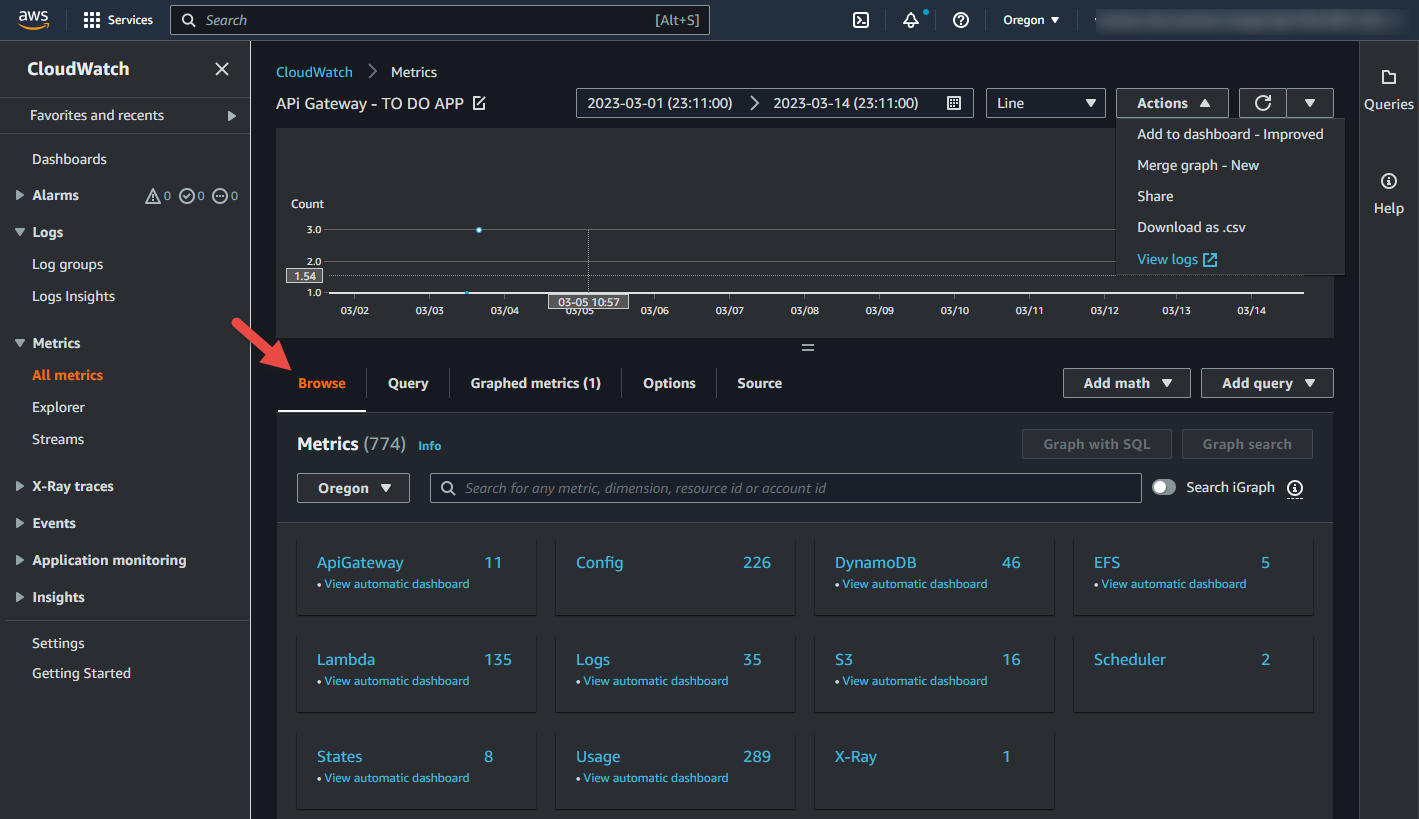 aws
Services
Search [Alt+S]
Oregon
CloudWatch
Favorites and recents
Dashboards
Alarms 0 0 0
Logs
Log groups
Logs Insights
Metrics
All metrics
Explorer
Streams
X-Ray traces
Events
Application monitoring
Insights
Settings
Getting Started
CloudWatch Metrics
APi Gateway - TO DO APP
2023-03-01 (23:11:00) 2023-03-14 (23:11:00)
Line
Actions
Add to dashboard - Improved
Merge graph - New
Share
Download as .csv
View logs
Queries
Help
Count
3.0
2.0
1.54
1.0
03-05 10:57
03/02 03/03 03/04 03/05 03/06 03/07 03/08 03/09 03/10 03/11 03/12 03/13 03/14
Browse Query Graphed metrics (1) Options Source
Add math Add query
Metrics (774) Info
Graph with SQL Graph search
Oregon
Search for any metric, dimension, resource id or account id
Search iGraph
ApiGateway 11
• View automatic dashboard
Config 226
DynamoDB 46
• View automatic dashboard
EFS 5
• View automatic dashboard
Lambda 135
• View automatic dashboard
Logs 35
• View automatic dashboard
S3 16
• View automatic dashboard
Scheduler 2
States 8
• View automatic dashboard
Usage 289
• View automatic dashboard
X-Ray 1